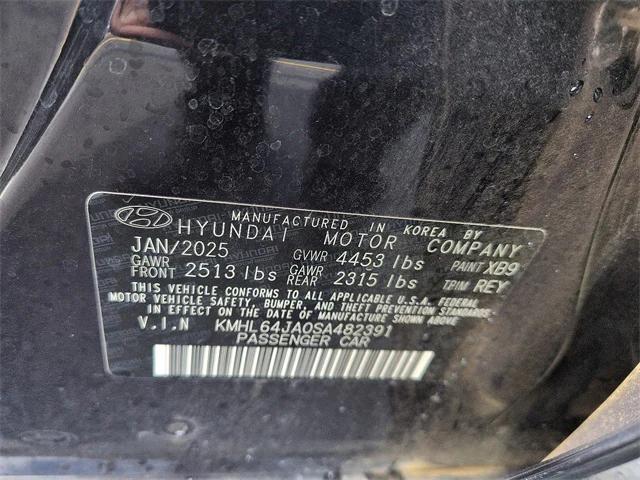 MANUFACTURED IN KOREA BY
HYUNDAI MOTOR COMPANY
JAN/2025 GVWR 4453 lbs PAINT XB9
GAWR FRONT 2513 lbs GAWR REAR 2315 lbs TRIM REY
THIS VEHICLE CONFORMS TO ALL APPLICABLE U.S.A. FEDERAL
MOTOR VEHICLE SAFETY, BUMPER, AND THEFT PREVENTION STANDARDS
IN EFFECT ON THE DATE OF MANUFACTURE SHOWN ABOVE.
V.I.N KMHL64JA0SA482391
PASSENGER CAR